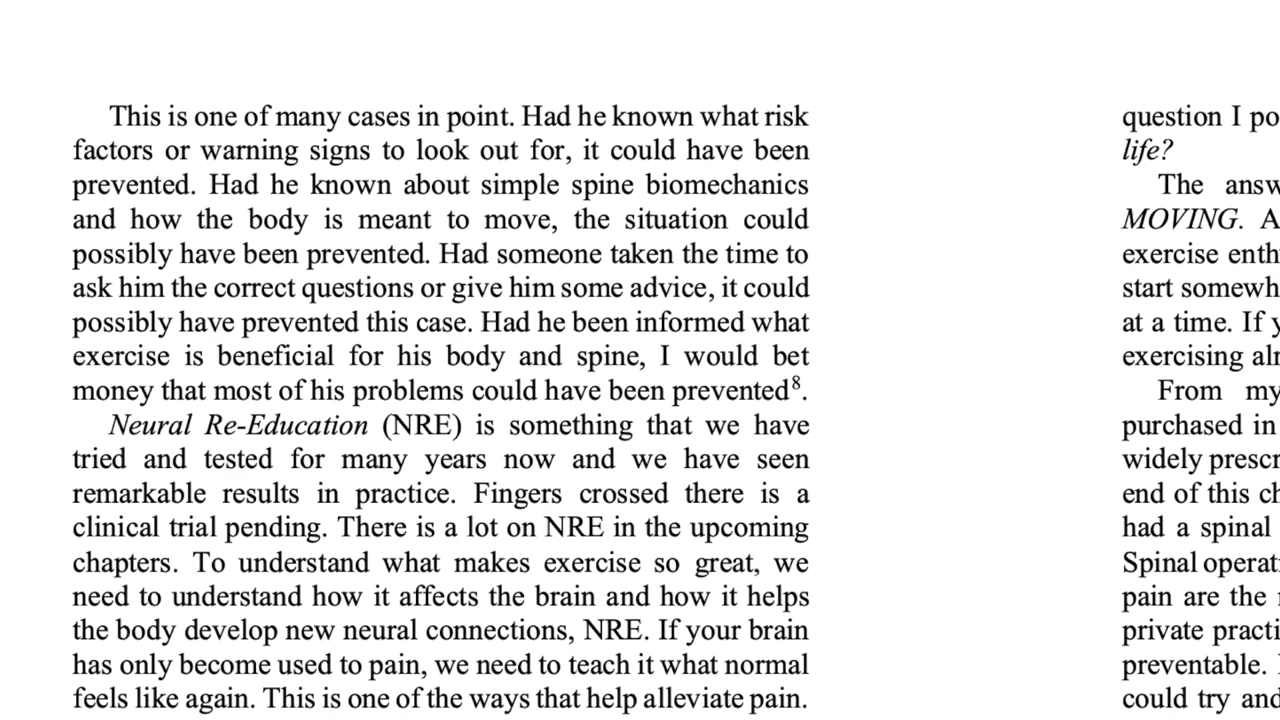 This is one of many cases in point. Had he known what risk
factors or warning signs to look out for, it could have been
prevented. Had he known about simple spine biomechanics
and how the body is meant to move, the situation could
possibly have been prevented. Had someone taken the time to
ask him the correct questions or give him some advice, it could
possibly have prevented this case. Had he been informed what
exercise is beneficial for his body and spine, I would bet
money that most of his problems could have been prevented⁸.
Neural Re-Education (NRE) is something that we have
tried and tested for many years now and we have seen
remarkable results in practice. Fingers crossed there is a
clinical trial pending. There is a lot on NRE in the upcoming
chapters. To understand what makes exercise so great, we
need to understand how it affects the brain and how it helps
the body develop new neural connections, NRE. If your brain
has only become used to pain, we need to teach it what normal
feels like again. This is one of the ways that help alleviate pain.
question I
life?
The
MOVING.
exercise
start
at a time. If
exercising
From my
purchased in
widely
end of this
had a spinal
Spinal
pain are the
private
preventable.
could try